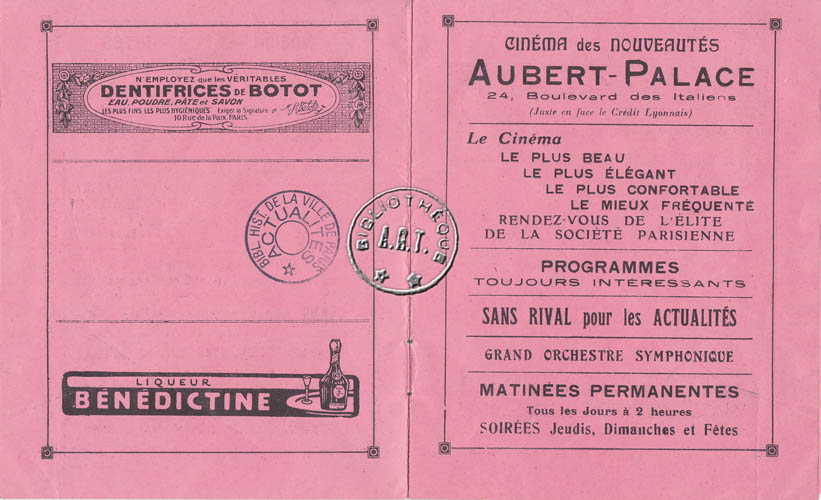 N'EMPLOYEZ que les VÉRITABLES
DENTIFRICES DE BOTOT
EAU, POUDRE, PÂTE et SAVON
LES PLUS FINS LES PLUS HYGIÉNIQUES Exiger la Signature
10 Rue de la Paix. PARIS
BIBL. HIST. DE LA VILLE DE PARIS
ACTUALITÉS
LIQUEUR
BÉNÉDICTINE
BIBLIOTHÈQUE
A.R.T.
CINÉMA des NOUVEAUTÉS
AUBERT-PALACE
24, Boulevard des Italiens
(Juste en face le Crédit Lyonnais)
Le Cinéma
LE PLUS BEAU
LE PLUS ÉLÉGANT
LE PLUS CONFORTABLE
LE MIEUX FRÉQUENTÉ
RENDEZ-VOUS DE L'ÉLITE
DE LA SOCIÉTÉ PARISIENNE
PROGRAMMES
TOUJOURS INTÉRESSANTS
SANS RIVAL pour les ACTUALITÉS
GRAND ORCHESTRE SYMPHONIQUE
MATINÉES PERMANENTES
Tous les Jours à 2 heures
SOIRÉES Jeudis, Dimanches et Fêtes